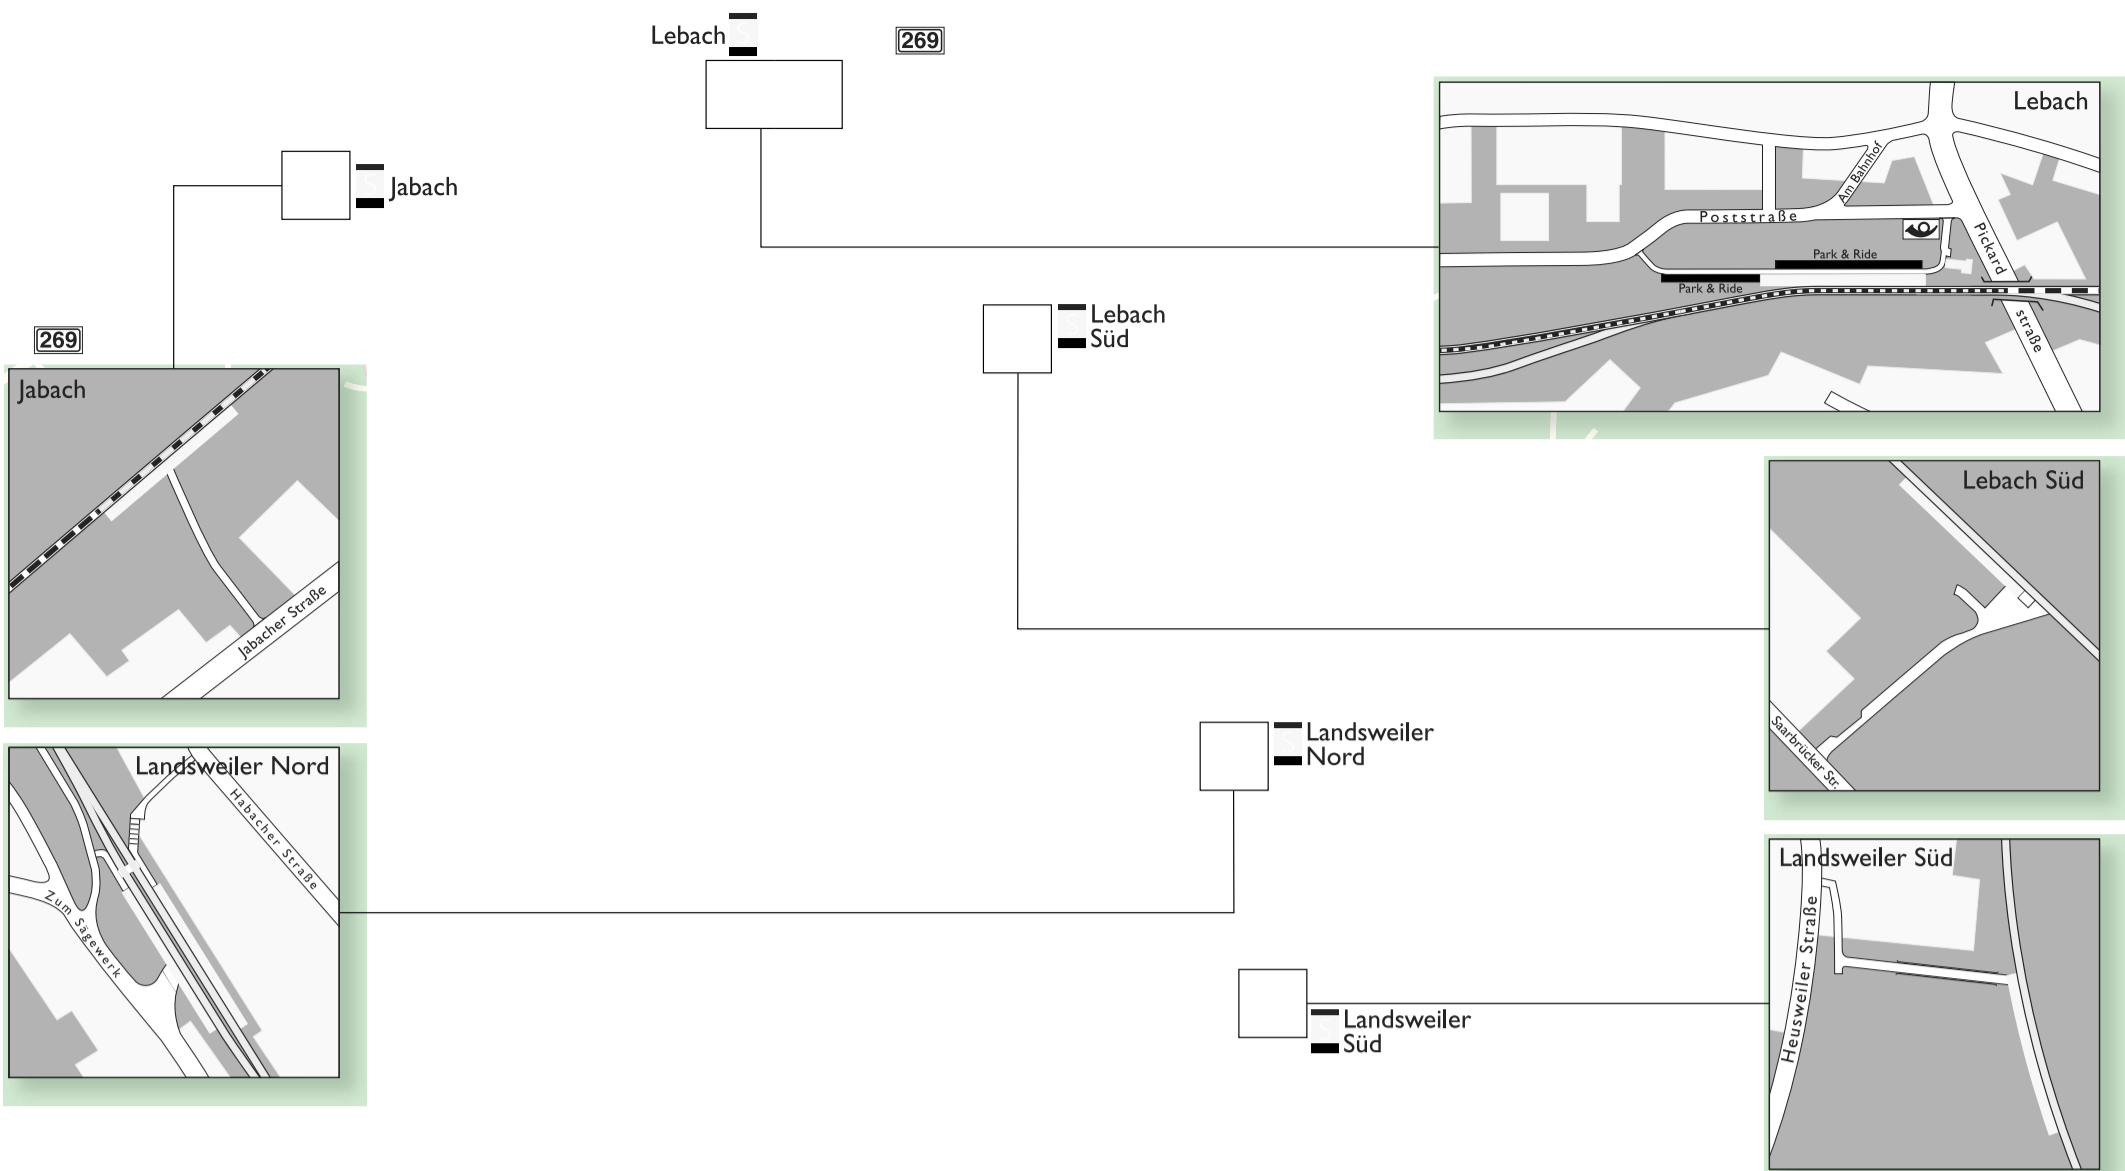 Lebach
269
Jabach
Lebach
Am Bahnhof
Poststraße
Pickard
straße
Park & Ride
Park & Ride
Lebach
Süd
269
Jabach
Jabacher Straße
Lebach Süd
Saarbrücker Str.
Landsweiler
Nord
Landsweiler Nord
Habacher Straße
Zum Sägewerk
Landsweiler Süd
Heusweiler Straße
Landsweiler
Süd